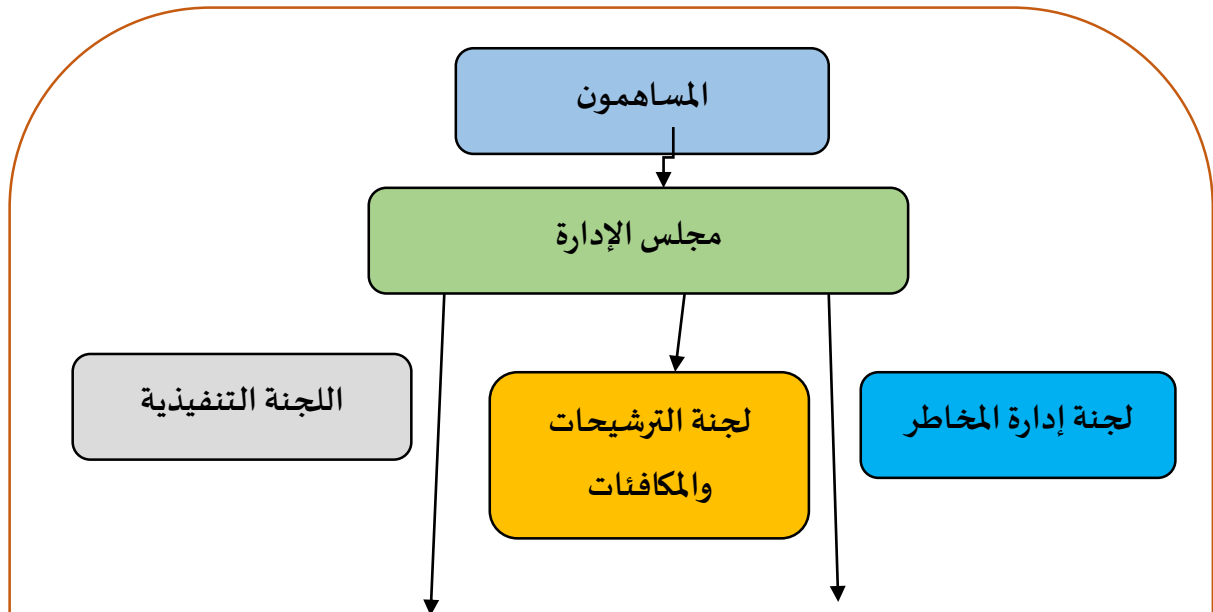 المساهمون
مجلس الإدارة
لجنة إدارة المخاطر
لجنة الترشيحات
والمكافئات
اللجنة التنفيذية